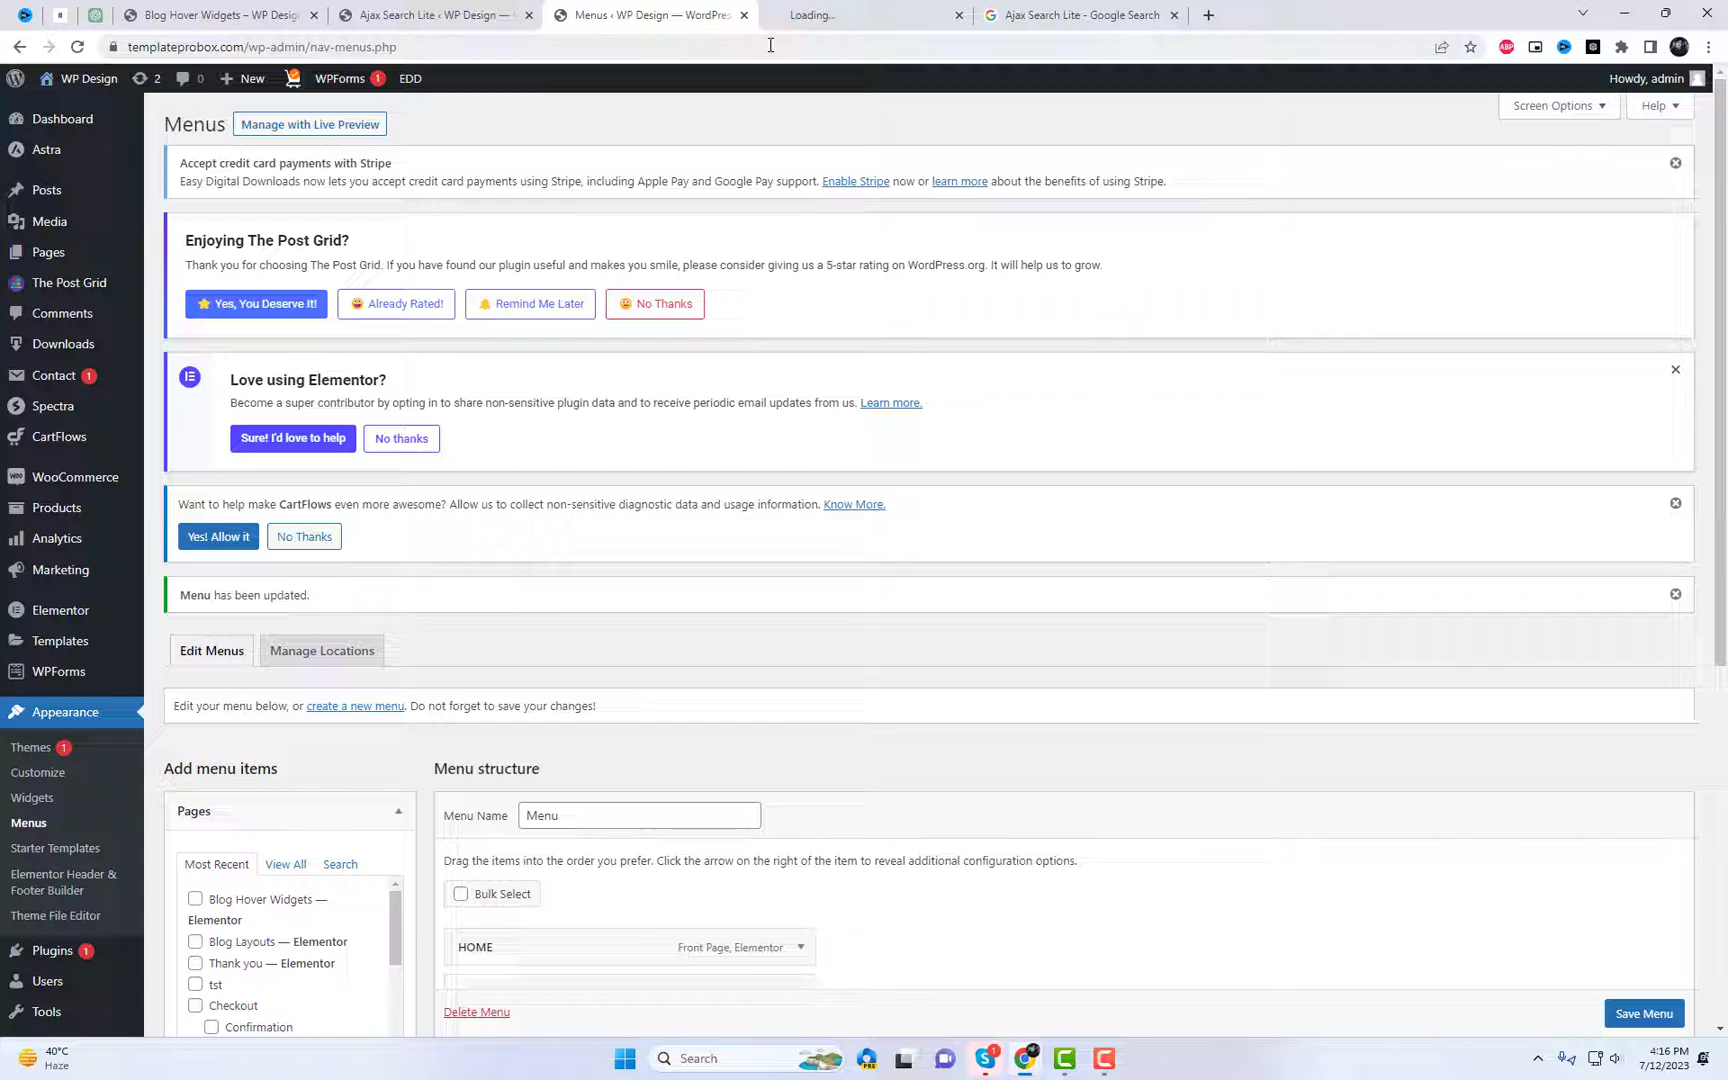 Blog Hover Widgets – WP Desig
Ajax Search Lite ‹ WP Design —
Menus ‹ WP Design — WordPres
Loading...
Ajax Search Lite - Google Search
templateprobox.com/wp-admin/nav-menus.php
WP Design
2
0
New
WPForms 1
EDD
Howdy, admin
Dashboard
Astra
Posts
Media
Pages
The Post Grid
Comments
Downloads
Contact 1
Spectra
CartFlows
WooCommerce
Products
Analytics
Marketing
Elementor
Templates
WPForms
Appearance
Themes 1
Customize
Widgets
Menus
Starter Templates
Elementor Header &
Footer Builder
Theme File Editor
Plugins 1
Users
Tools
Screen Options
Help
Menus
Manage with Live Preview
Accept credit card payments with Stripe
Easy Digital Downloads now lets you accept credit card payments using Stripe, including Apple Pay and Google Pay support. Enable Stripe now or learn more about the benefits of using Stripe.
Enjoying The Post Grid?
Thank you for choosing The Post Grid. If you have found our plugin useful and makes you smile, please consider giving us a 5-star rating on WordPress.org. It will help us to grow.
Yes, You Deserve It!
Already Rated!
Remind Me Later
No Thanks
Love using Elementor?
Become a super contributor by opting in to share non-sensitive plugin data and to receive periodic email updates from us. Learn more.
Sure! I'd love to help
No thanks
Want to help make CartFlows even more awesome? Allow us to collect non-sensitive diagnostic data and usage information. Know More.
Yes! Allow it
No Thanks
Menu has been updated.
Edit Menus
Manage Locations
Edit your menu below, or create a new menu. Do not forget to save your changes!
Add menu items
Menu structure
Pages
Most Recent
View All
Search
Blog Hover Widgets —
Elementor
Blog Layouts — Elementor
Thank you — Elementor
tst
Checkout
Confirmation
Menu Name
Menu
Drag the items into the order you prefer. Click the arrow on the right of the item to reveal additional configuration options.
Bulk Select
HOME
Front Page, Elementor
Delete Menu
Save Menu
40°C
Haze
Search
4:16 PM
7/12/2023